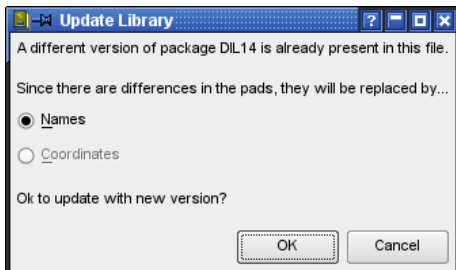 Update Library
A different version of package DIL14 is already present in this file.
Since there are differences in the pads, they will be replaced by...
Names
Coordinates
Ok to update with new version?
OK Cancel